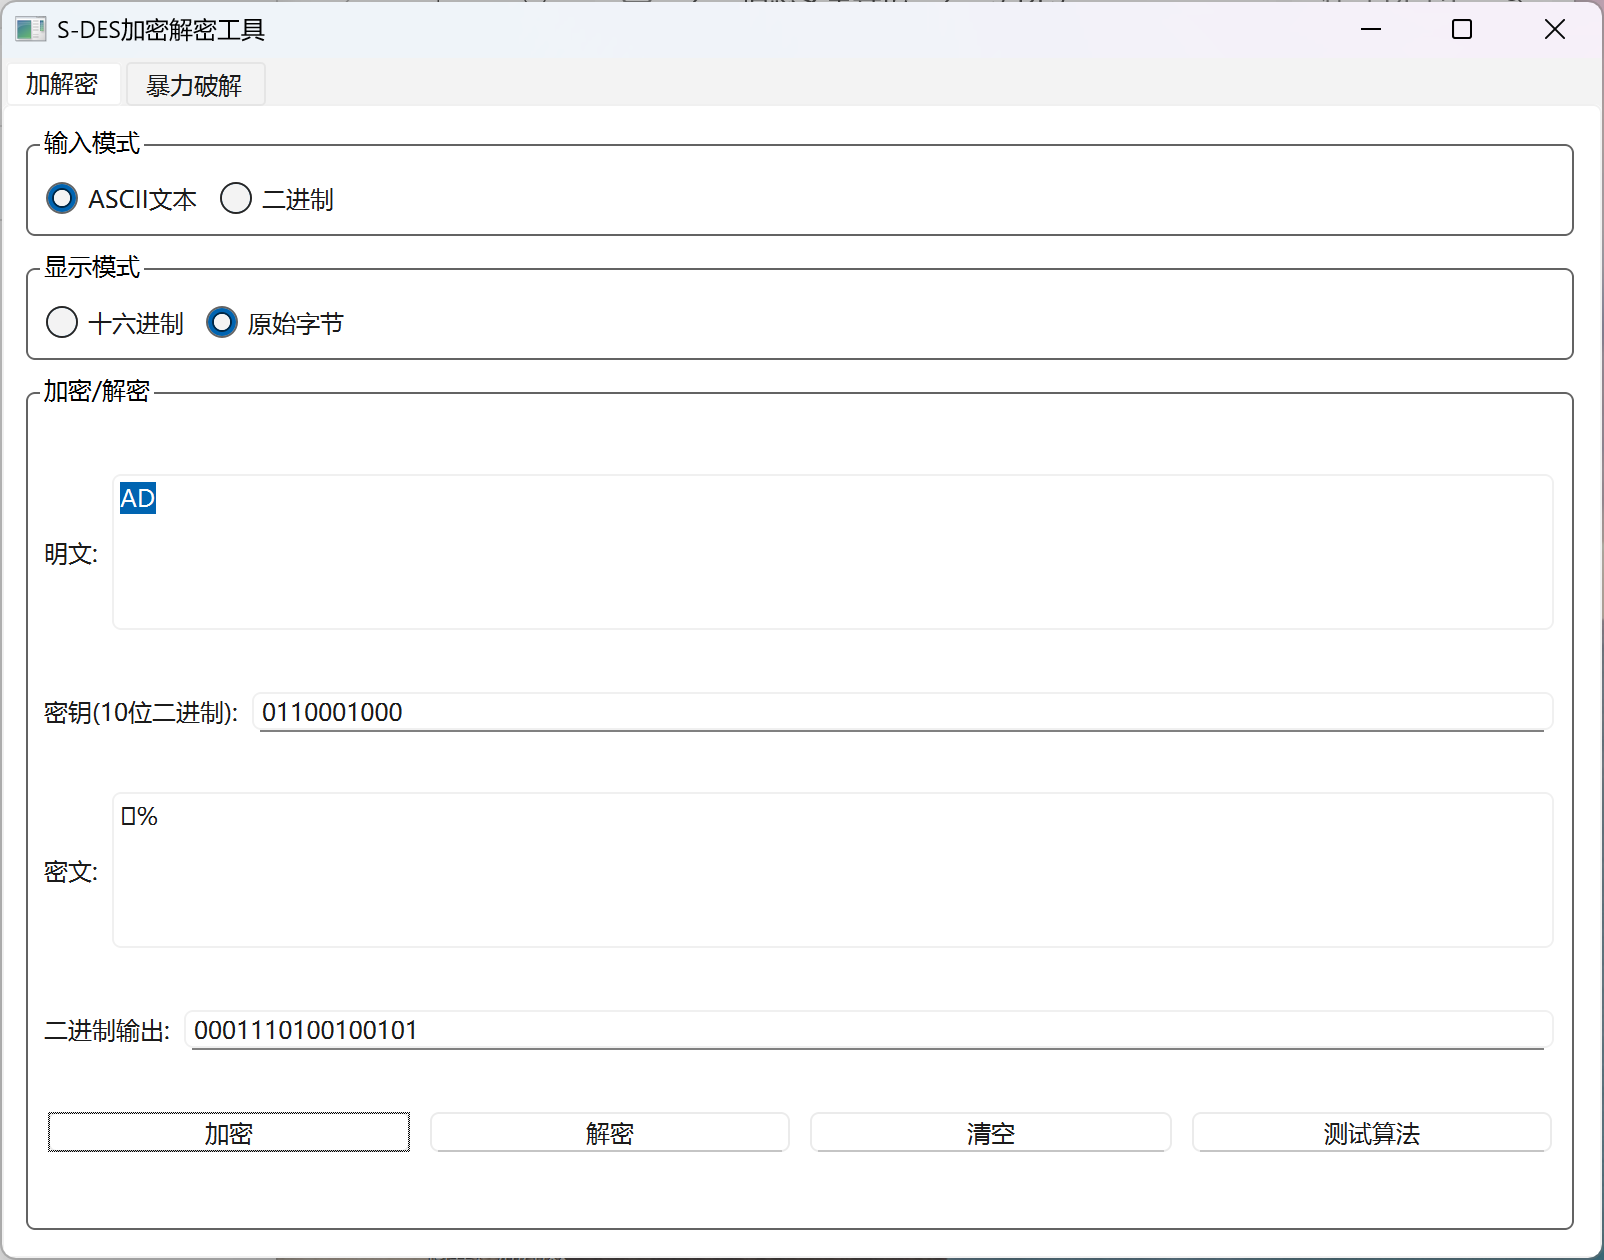 S-DES加密解密工具
加解密 暴力破解
输入模式
ASCII文本 二进制
显示模式
十六进制 原始字节
加密/解密
明文: AD
密钥(10位二进制): 0110001000
密文: %
二进制输出: 0001110100100101
加密 解密 清空 测试算法